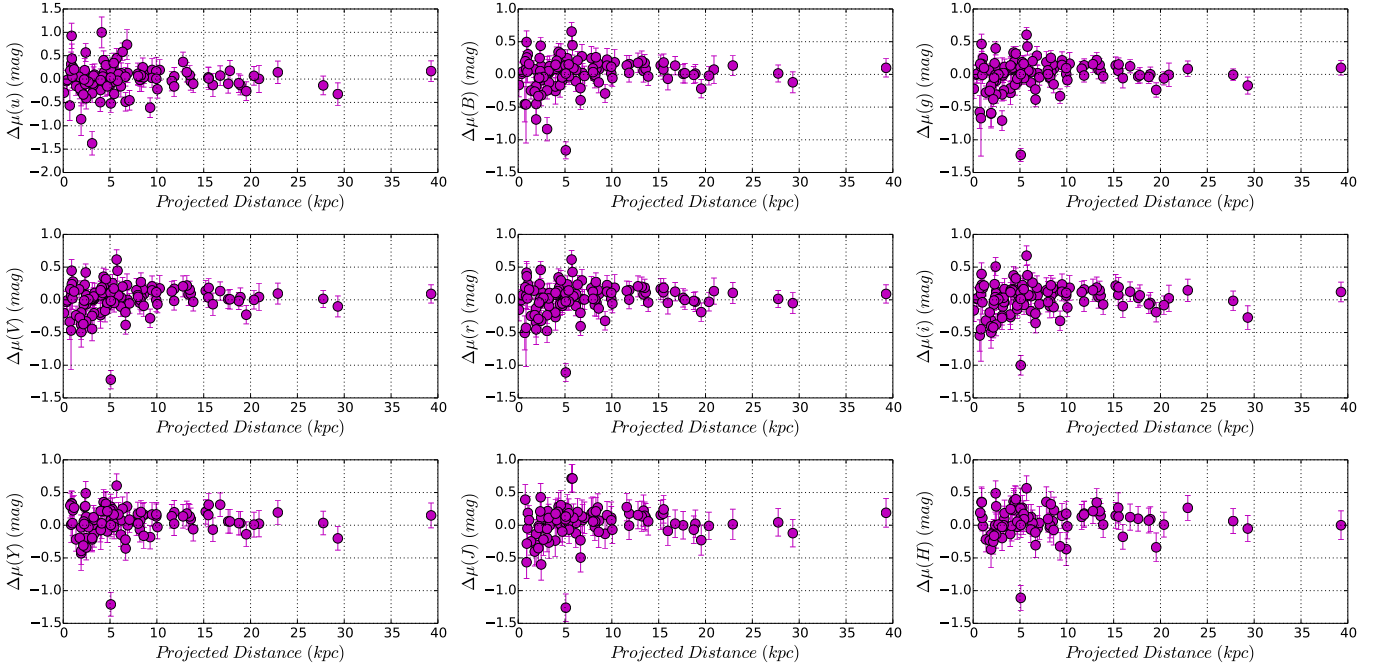 1.5
1.0
0.5
0.0
−0.5
−1.0
−1.5
−2.0
Δμ(u) (mag)
0 5 10 15 20 25 30 35 40
Projected Distance (kpc)
1.0
0.5
0.0
−0.5
−1.0
−1.5
Δμ(B) (mag)
0 5 10 15 20 25 30 35 40
Projected Distance (kpc)
1.0
0.5
0.0
−0.5
−1.0
−1.5
Δμ(g) (mag)
0 5 10 15 20 25 30 35 40
Projected Distance (kpc)
1.0
0.5
0.0
−0.5
−1.0
−1.5
Δμ(V) (mag)
0 5 10 15 20 25 30 35 40
Projected Distance (kpc)
1.0
0.5
0.0
−0.5
−1.0
−1.5
Δμ(r) (mag)
0 5 10 15 20 25 30 35 40
Projected Distance (kpc)
1.0
0.5
0.0
−0.5
−1.0
−1.5
Δμ(i) (mag)
0 5 10 15 20 25 30 35 40
Projected Distance (kpc)
1.0
0.5
0.0
−0.5
−1.0
−1.5
Δμ(Y) (mag)
0 5 10 15 20 25 30 35 40
Projected Distance (kpc)
1.0
0.5
0.0
−0.5
−1.0
−1.5
Δμ(J) (mag)
0 5 10 15 20 25 30 35 40
Projected Distance (kpc)
1.0
0.5
0.0
−0.5
−1.0
−1.5
Δμ(H) (mag)
0 5 10 15 20 25 30 35 40
Projected Distance (kpc)